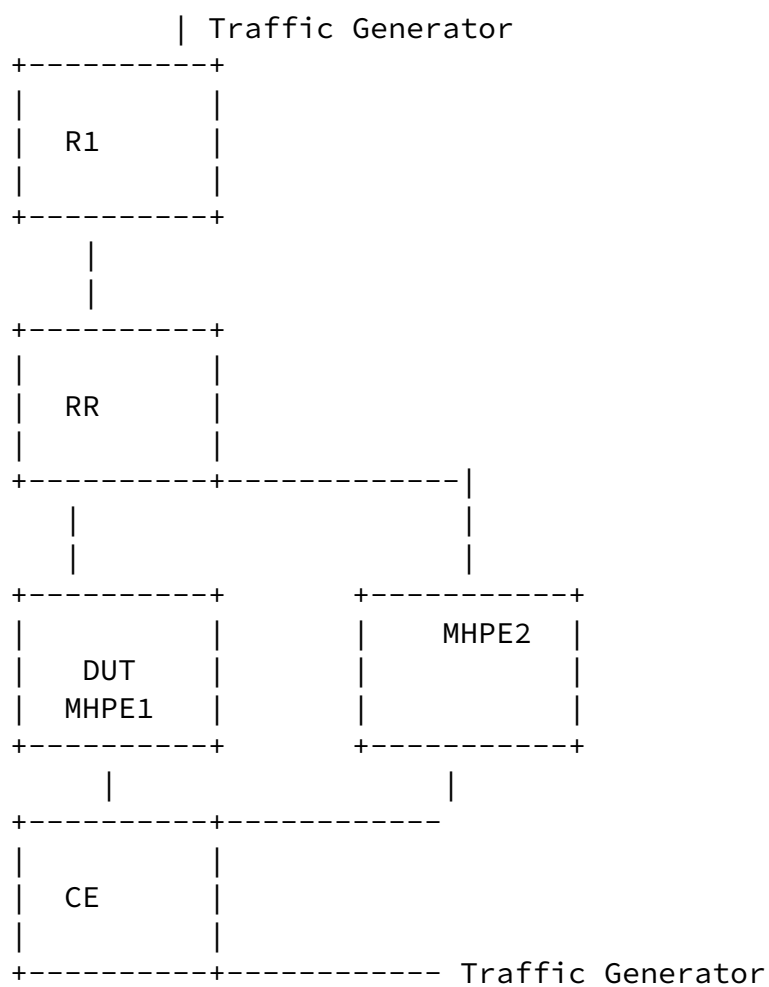 Traffic Generator
R1
RR
MHPE2
DUT
MHPE1
CE
Traffic Generator